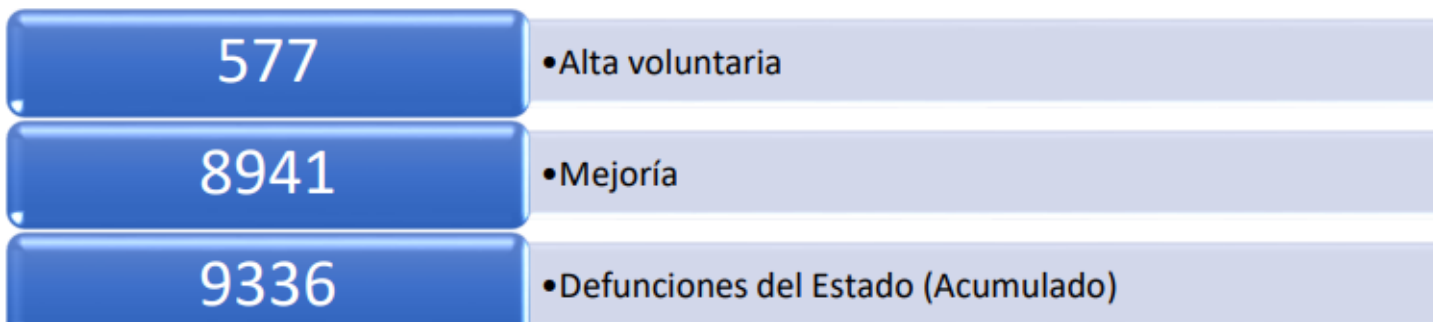 577
•Alta voluntaria
8941
•Mejoría
9336
•Defunciones del Estado (Acumulado)